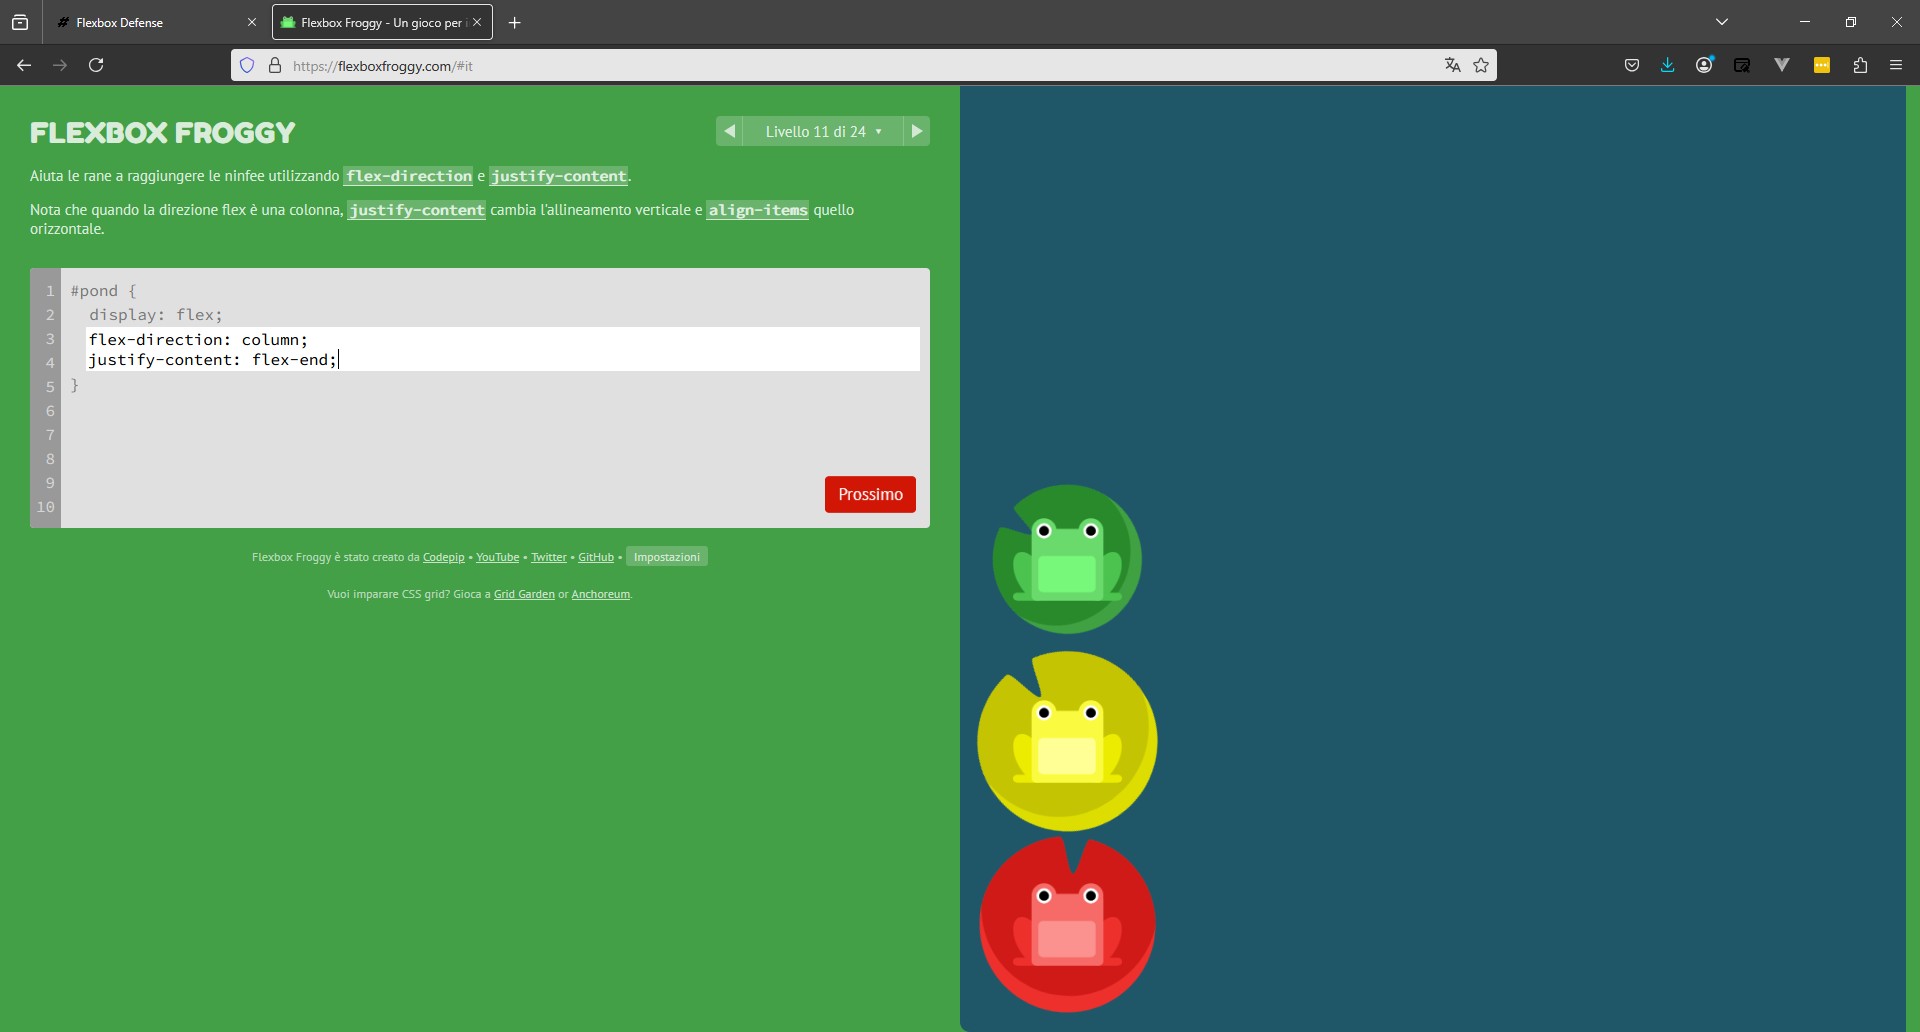 Flexbox Defense
Flexbox Froggy - Un gioco per i
https://flexboxfroggy.com/#it
FLEXBOX FROGGY
Livello 11 di 24 ▾
Aiuta le rane a raggiungere le ninfee utilizzando flex-direction e justify-content.
Nota che quando la direzione flex è una colonna, justify-content cambia l'allineamento verticale e align-items quello
orizzontale.
1 #pond {
2 display: flex;
3 flex-direction: column;
4 justify-content: flex-end;
5 }
6
7
8
9
10
Prossimo
Flexbox Froggy è stato creato da Codepip • YouTube • Twitter • GitHub • Impostazioni
Vuoi imparare CSS grid? Gioca a Grid Garden or Anchoreum.